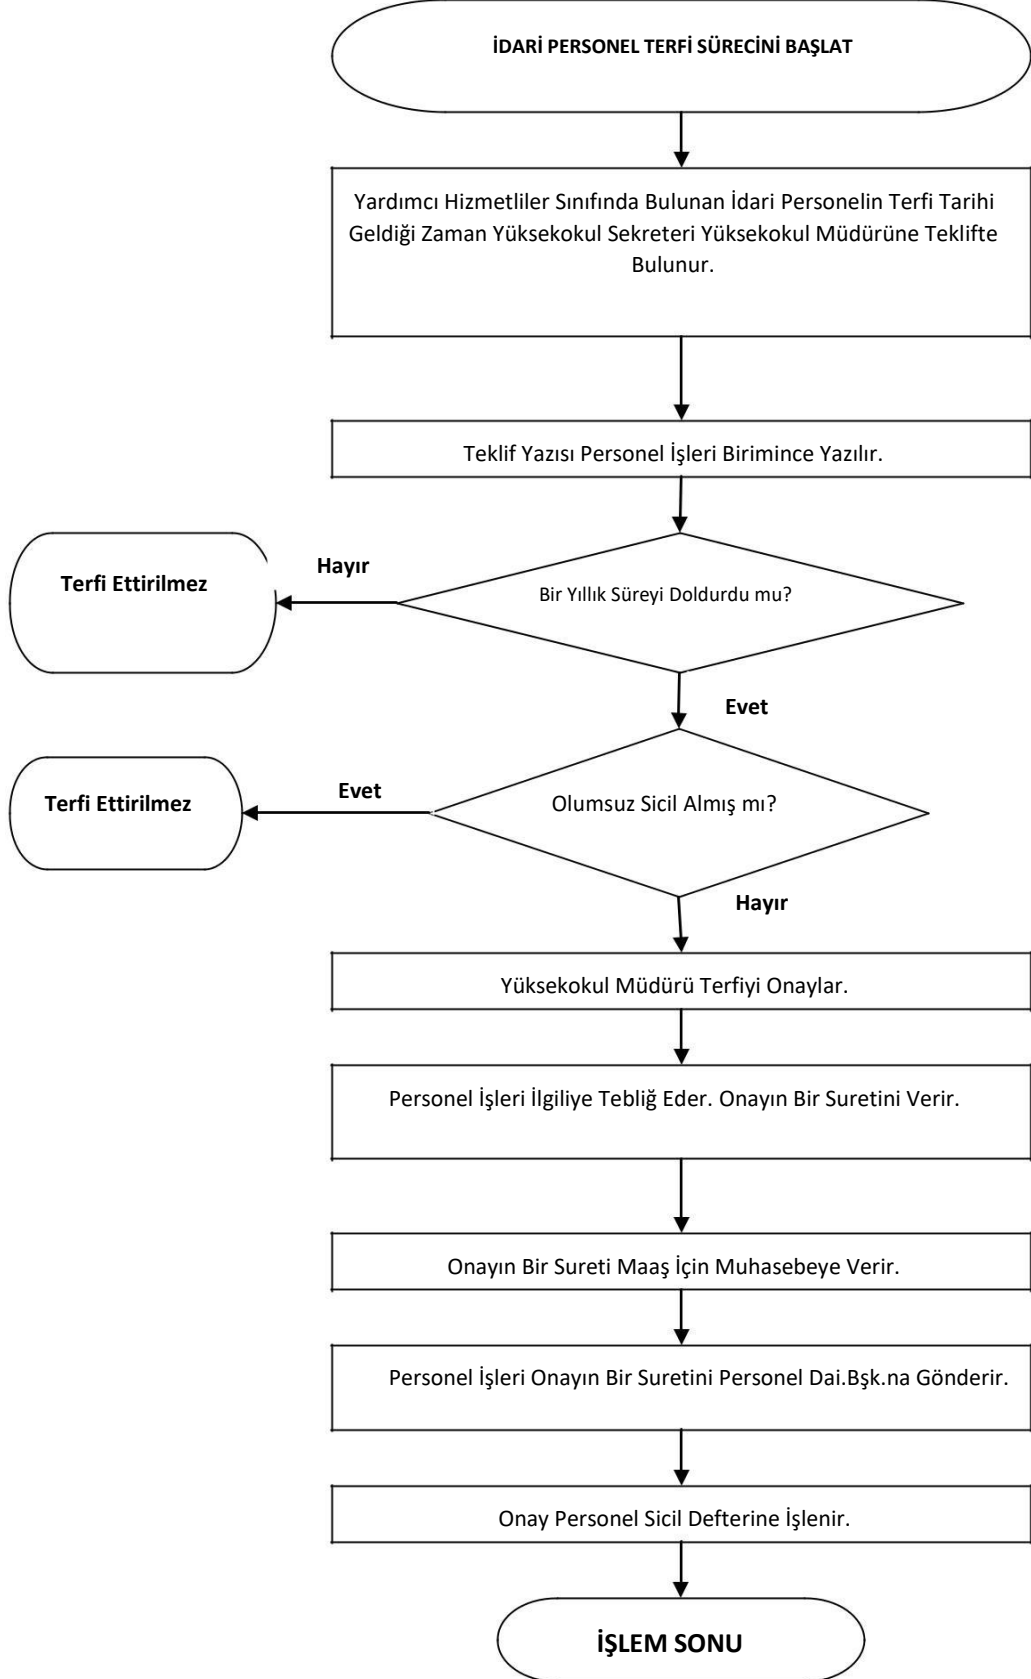 İDARİ PERSONEL TERFİ SÜRECİNİ BAŞLAT
Yardımcı Hizmetliler Sınıfında Bulunan İdari Personelin Terfi Tarihi
Geldiği Zaman Yüksekokul Sekreteri Yüksekokul Müdürüne Teklifte
Bulunur.
Teklif Yazısı Personel İşleri Birimince Yazılır.
Terfi Ettirilmez
Hayır
Bir Yıllık Süreyi Doldurdu mu?
Evet
Terfi Ettirilmez
Evet
Olumsuz Sicil Almış mı?
Hayır
Yüksekokul Müdürü Terfiyi Onaylar.
Personel İşleri İlgiliye Tebliğ Eder. Onayın Bir Suretini Verir.
Onayın Bir Sureti Maaş İçin Muhasebeye Verir.
Personel İşleri Onayın Bir Suretini Personel Dai.Bşk.na Gönderir.
Onay Personel Sicil Defterine İşlenir.
İŞLEM SONU